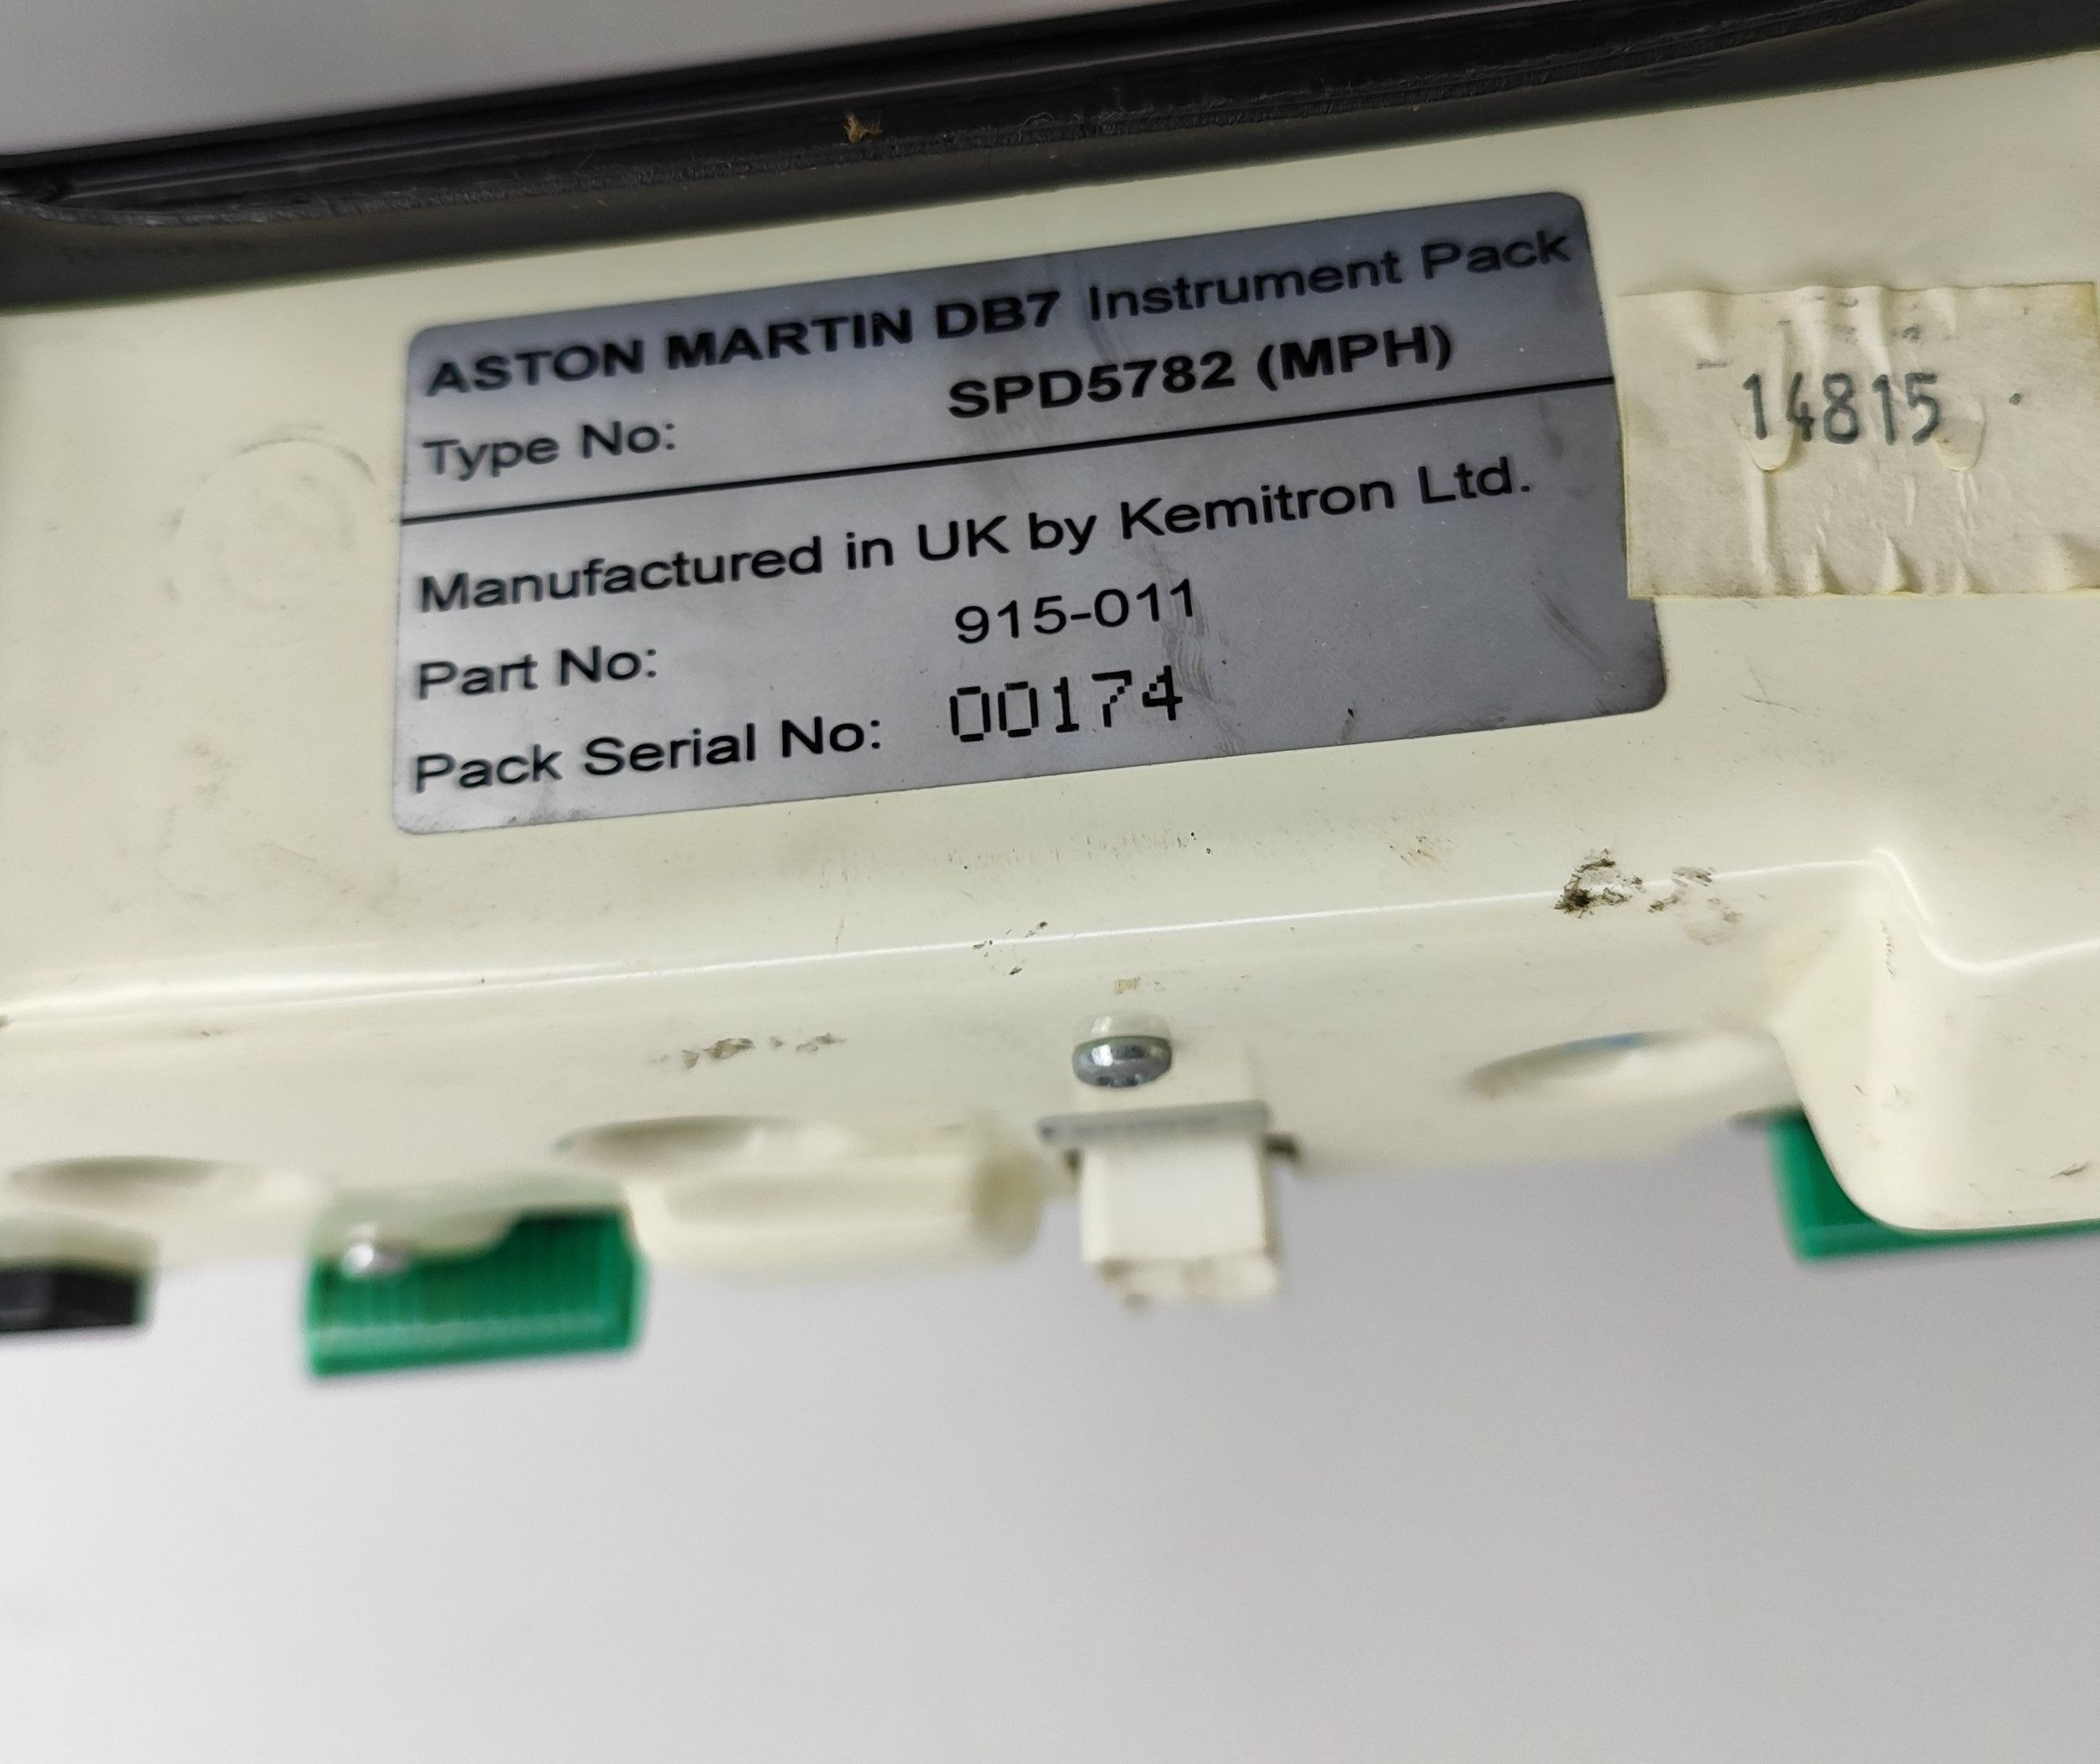 ASTON MARTIN DB7 Instrument Pack
Type No: SPD5782 (MPH)
Manufactured in UK by Kemitron Ltd.
Part No: 915-011
Pack Serial No: 00174
14815